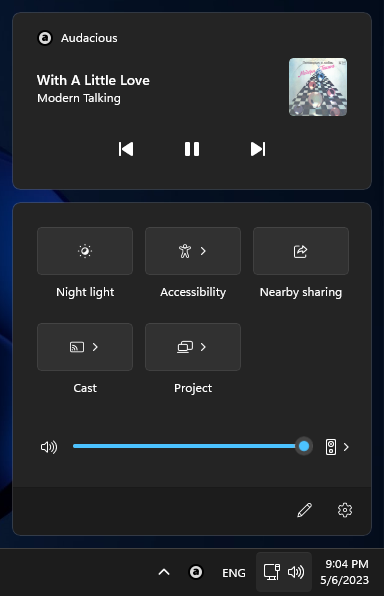 Audacious
With A Little Love
Modern Talking
Night light
Accessibility
Nearby sharing
Cast
Project
ENG
9:04 PM
5/6/2023